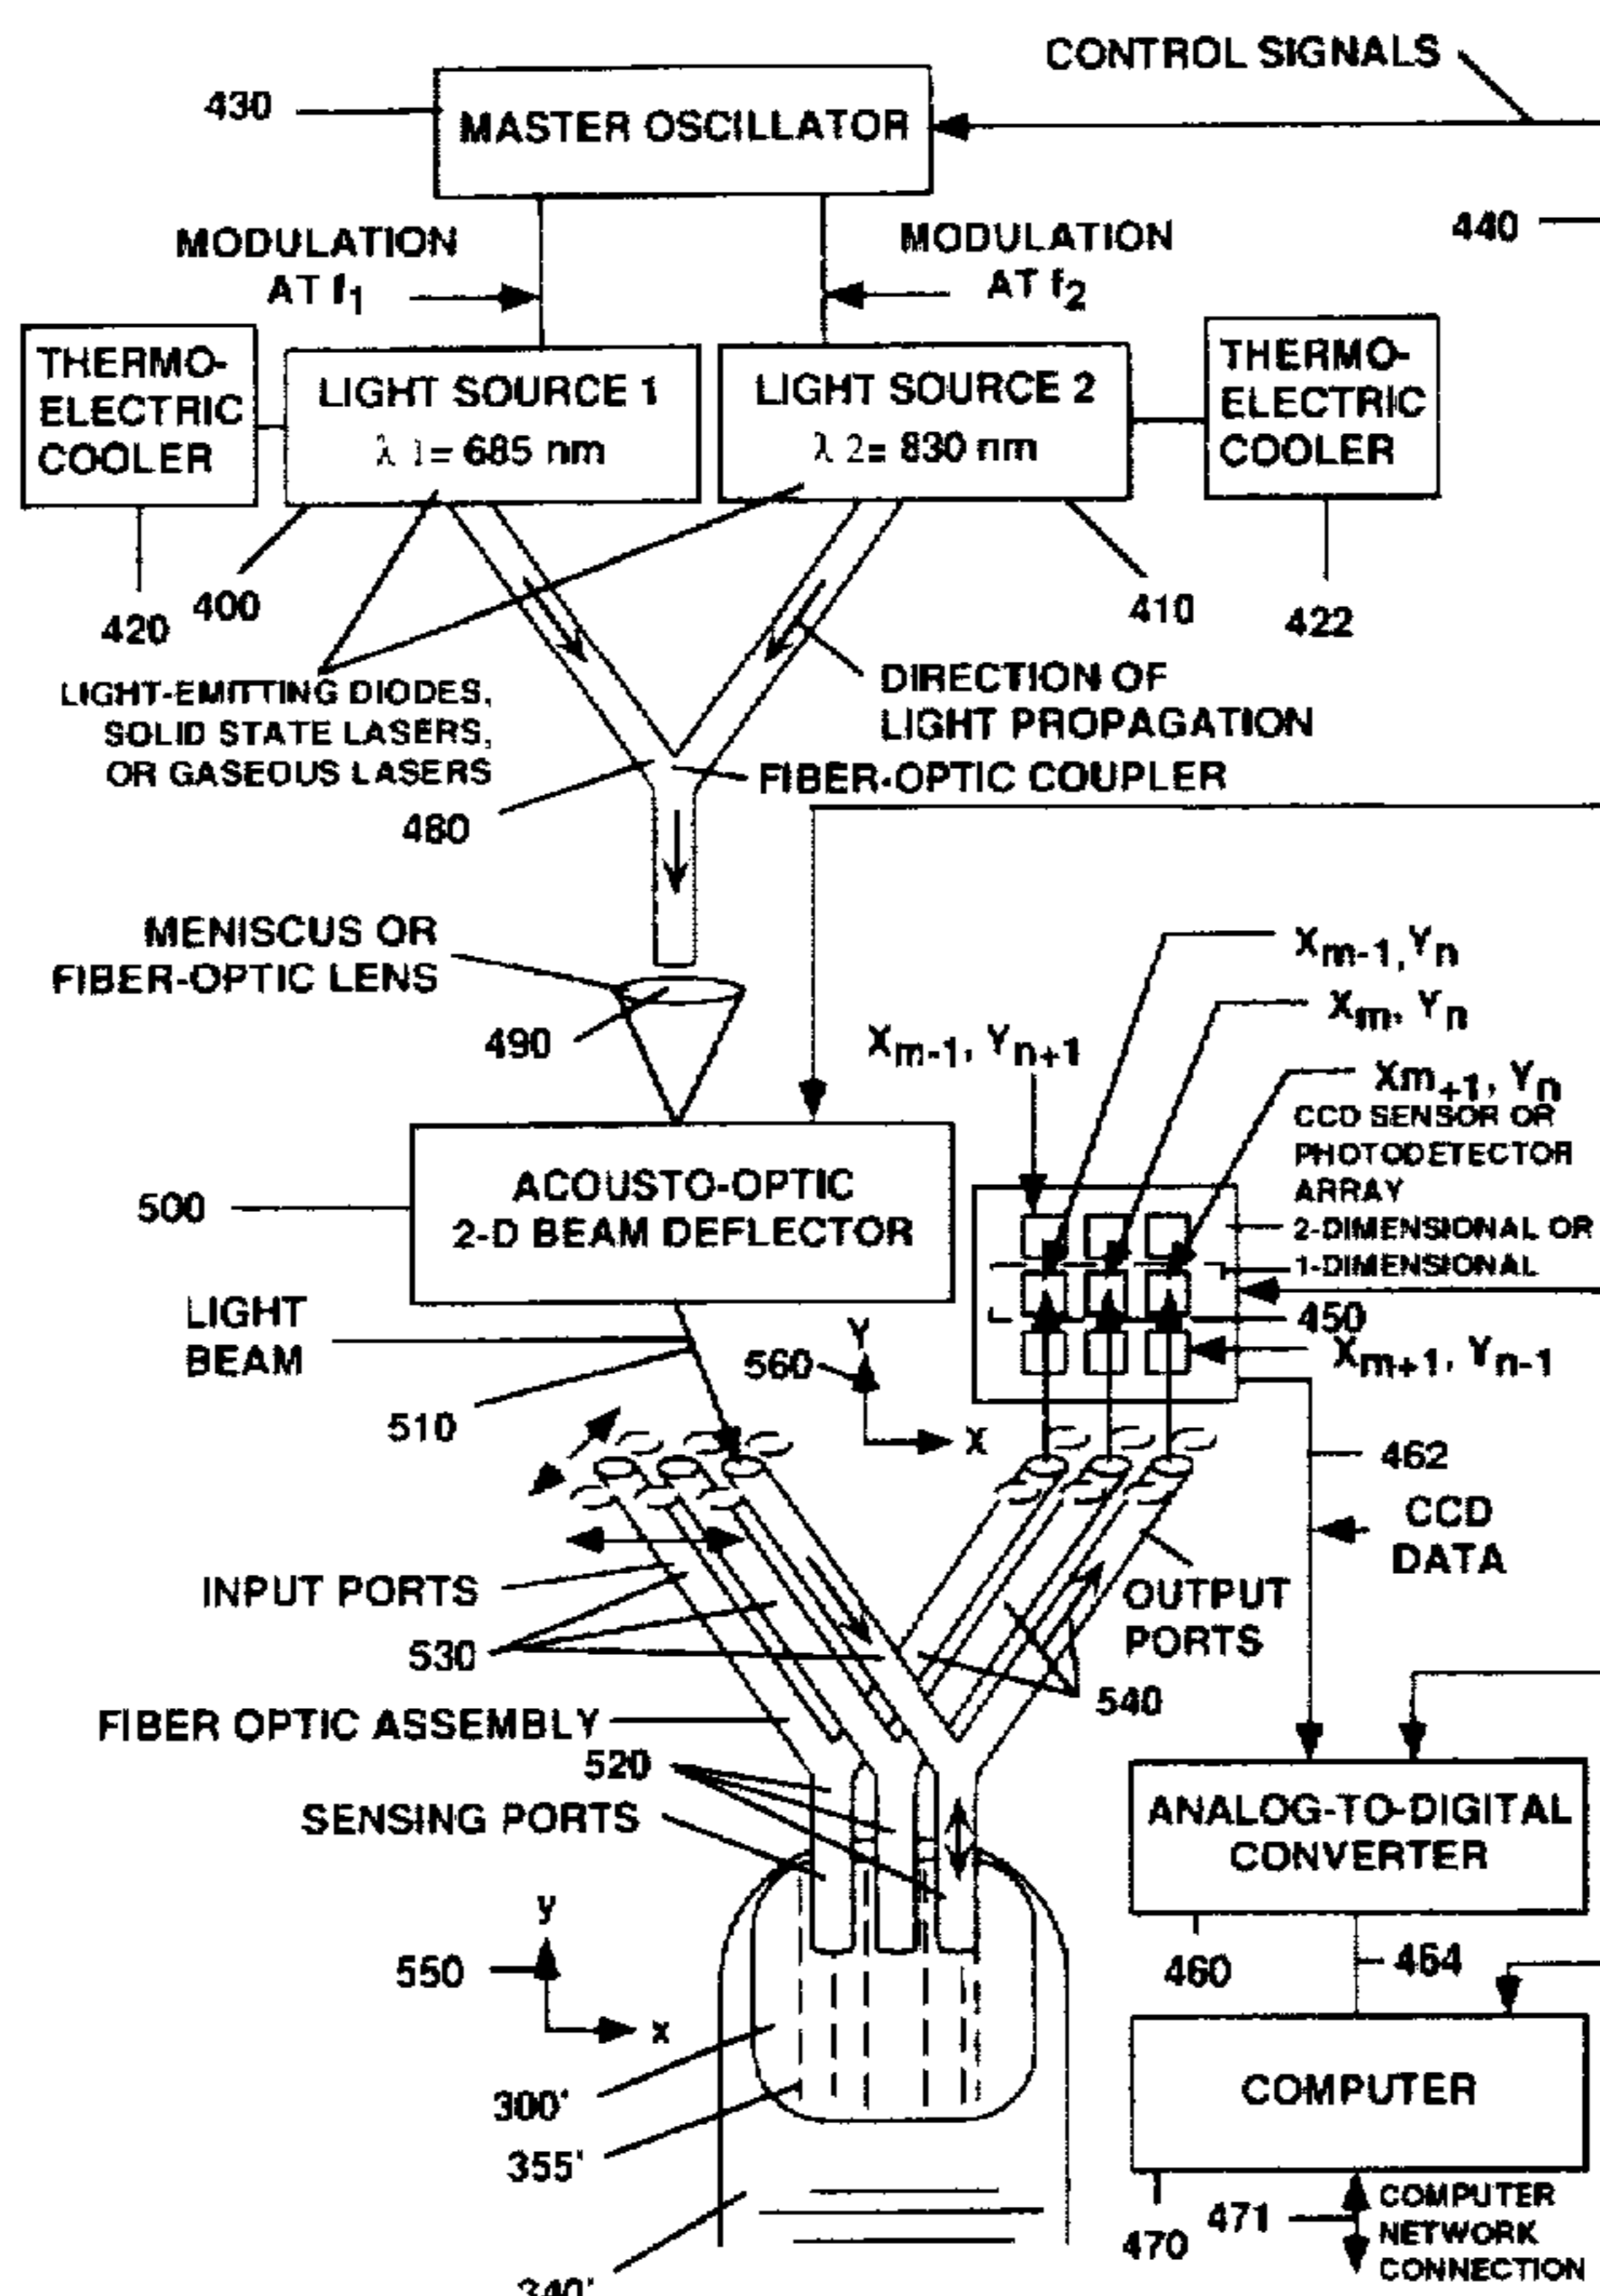 CONTROL SIGNALS
430
MASTER OSCILLATOR
440
MODULATION
AT f1
MODULATION
AT f2
THERMO-
ELECTRIC
COOLER
LIGHT SOURCE 1
λ 1= 685 nm
LIGHT SOURCE 2
λ 2= 830 nm
THERMO-
ELECTRIC
COOLER
420
400
410
422
LIGHT-EMITTING DIODES,
SOLID STATE LASERS,
OR GASEOUS LASERS
DIRECTION OF
LIGHT PROPAGATION
FIBER-OPTIC COUPLER
480
MENISCUS OR
FIBER-OPTIC LENS
490
Xm-1, Yn
Xm, Yn
Xm-1, Yn+1
Xm+1, Yn
CCD SENSOR OR
PHOTODETECTOR
ARRAY
2-DIMENSIONAL OR
1-DIMENSIONAL
500
ACOUSTO-OPTIC
2-D BEAM DEFLECTOR
450
Xm+1, Yn-1
LIGHT
BEAM
510
560
Y
X
462
CCD
DATA
INPUT PORTS
530
OUTPUT
PORTS
540
FIBER OPTIC ASSEMBLY
520
SENSING PORTS
ANALOG-TO-DIGITAL
CONVERTER
460
464
y
550
x
300'
355'
COMPUTER
470
471
COMPUTER
NETWORK
CONNECTION
340'